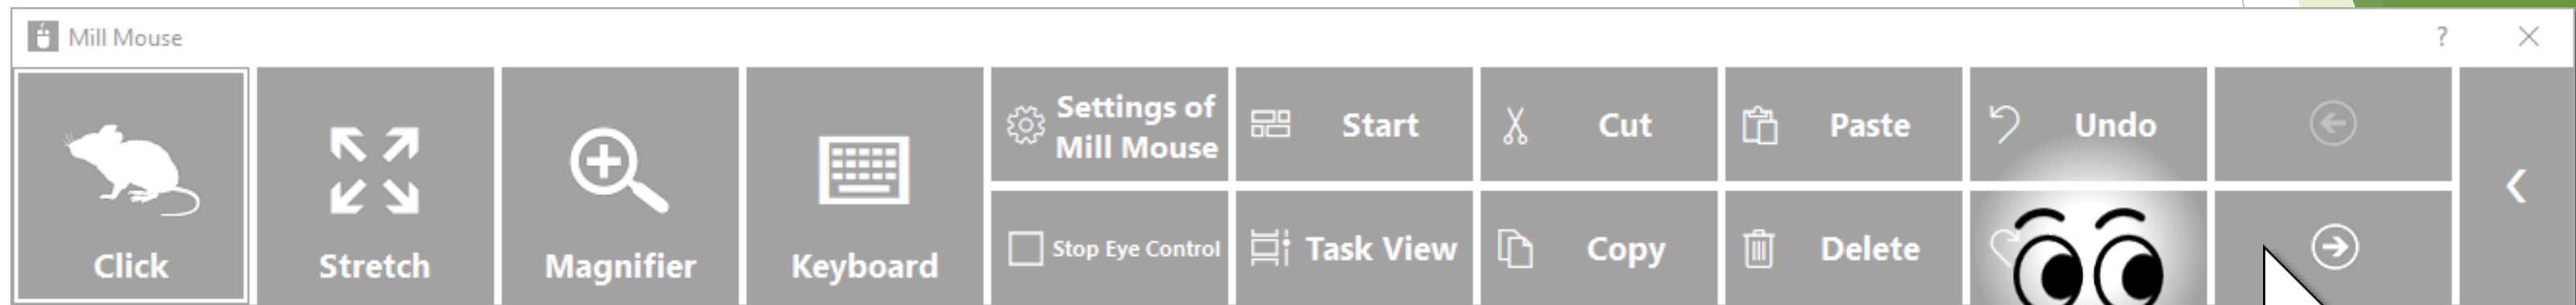 Mill Mouse
?
Click
Stretch
Magnifier
Keyboard
Settings of
Mill Mouse
Start
Cut
Paste
Undo
Stop Eye Control
Task View
Copy
Delete